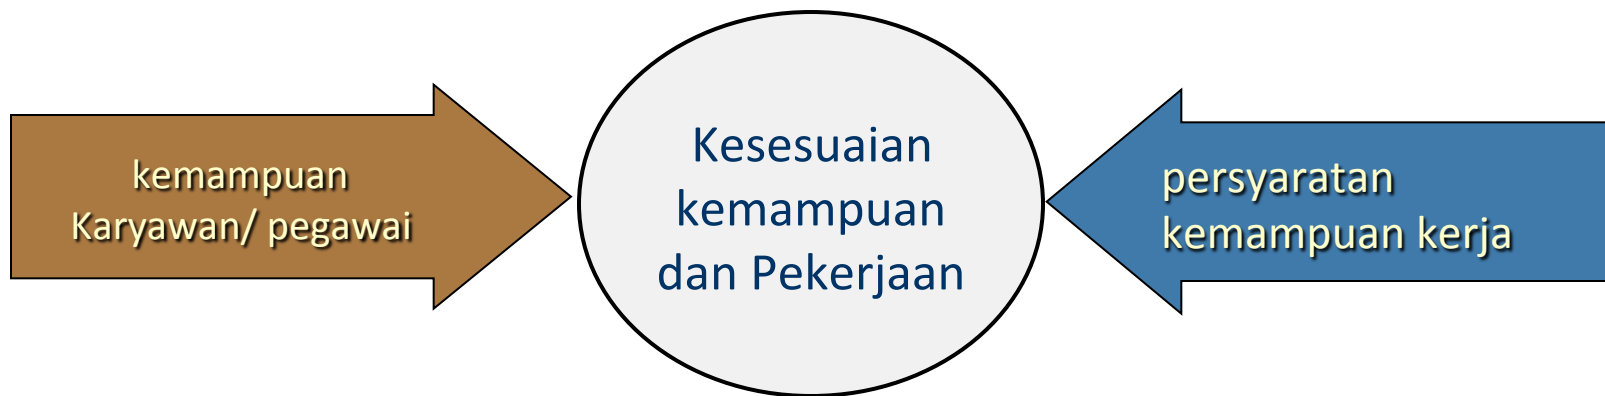 kemampuan
Karyawan/ pegawai
Kesesuaian
kemampuan
dan Pekerjaan
persyaratan
kemampuan kerja